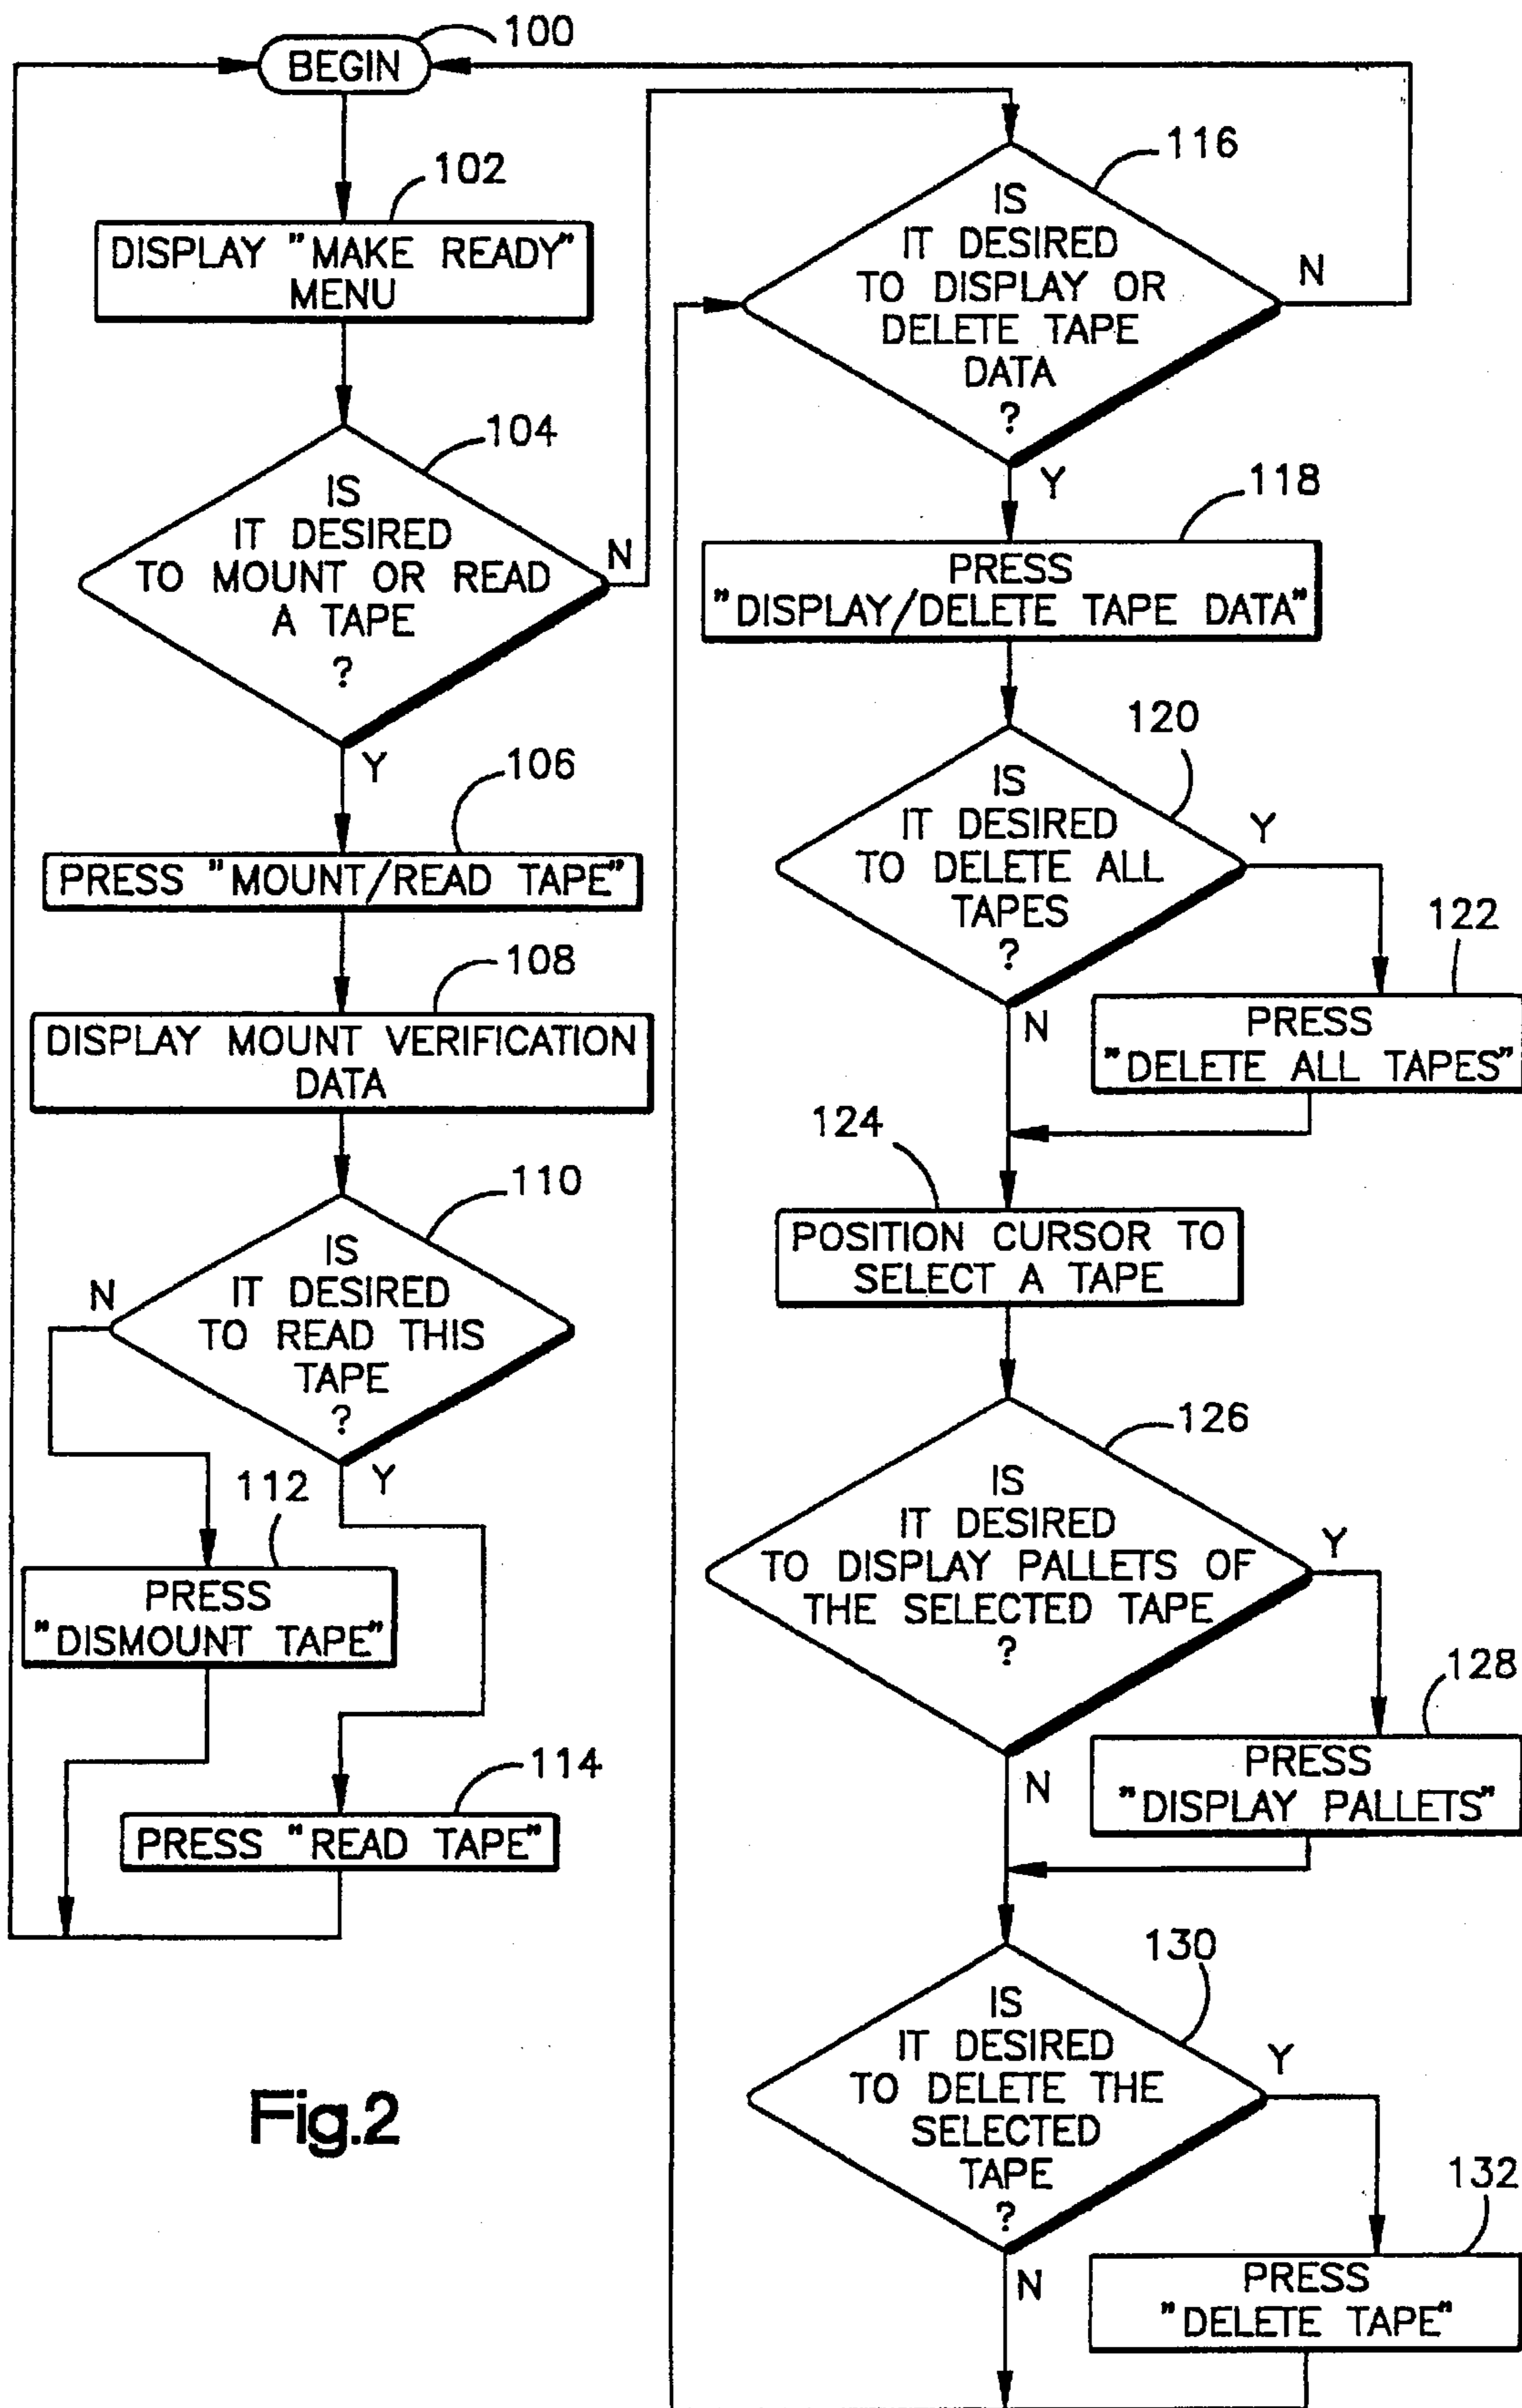 100
BEGIN
102
DISPLAY "MAKE READY"
MENU
104
IS
IT DESIRED
TO MOUNT OR READ
A TAPE
?
N
Y
106
PRESS "MOUNT/READ TAPE"
108
DISPLAY MOUNT VERIFICATION
DATA
110
IS
IT DESIRED
TO READ THIS
TAPE
?
N
Y
112
PRESS
"DISMOUNT TAPE"
114
PRESS "READ TAPE"
116
IS
IT DESIRED
TO DISPLAY OR
DELETE TAPE
DATA
?
N
Y
118
PRESS
"DISPLAY/DELETE TAPE DATA"
120
IS
IT DESIRED
TO DELETE ALL
TAPES
?
Y
N
122
PRESS
"DELETE ALL TAPES"
124
POSITION CURSOR TO
SELECT A TAPE
126
IS
IT DESIRED
TO DISPLAY PALLETS OF
THE SELECTED TAPE
?
Y
N
128
PRESS
"DISPLAY PALLETS"
130
IS
IT DESIRED
TO DELETE THE
SELECTED
TAPE
?
Y
N
132
PRESS
"DELETE TAPE"
Fig.2